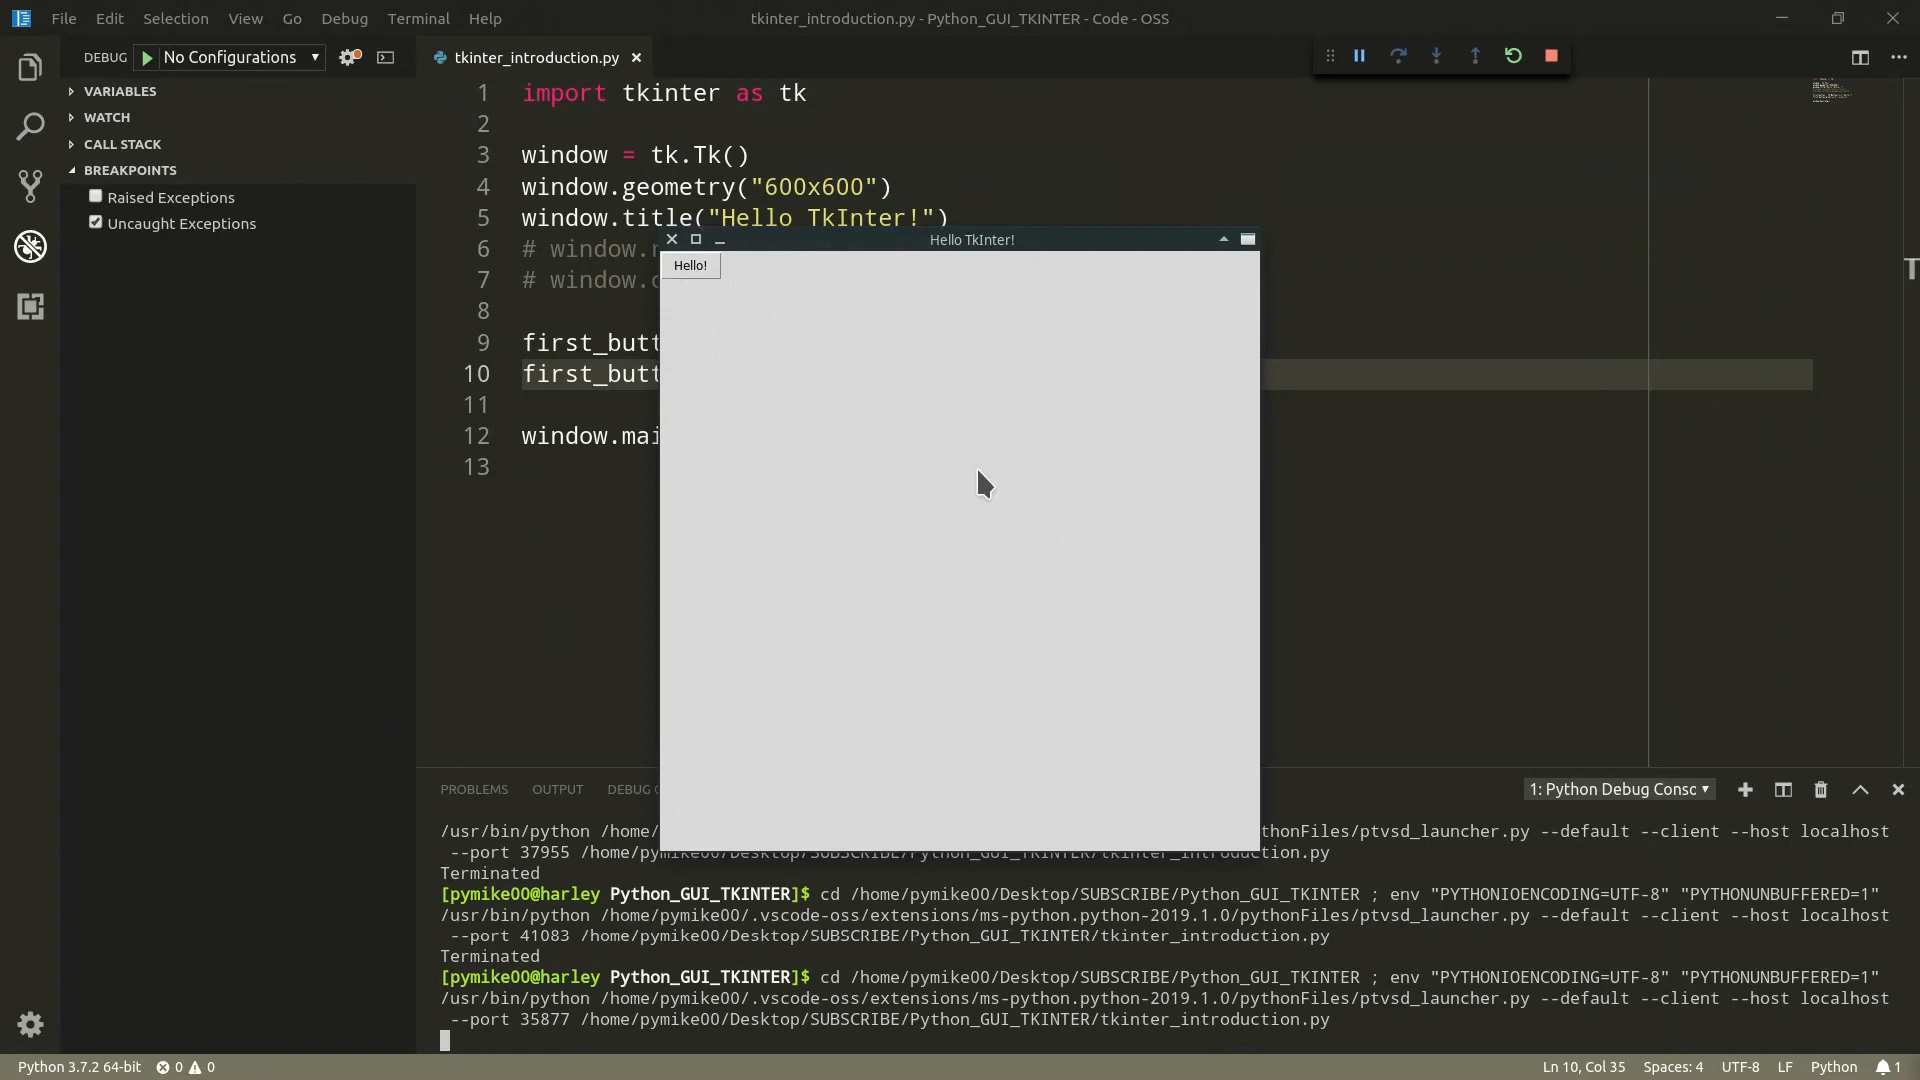 File Edit Selection View Go Debug Terminal Help
tkinter_introduction.py - Python_GUI_TKINTER - Code - OSS
DEBUG No Configurations
tkinter_introduction.py
VARIABLES
WATCH
CALL STACK
BREAKPOINTS
Raised Exceptions
Uncaught Exceptions
1 import tkinter as tk
2
3 window = tk.Tk()
4 window.geometry("600x600")
5 window.title("Hello TkInter!")
6 # window.
7 # window.
8
9 first_butt
10 first_butt
11
12 window.mai
13
Hello TkInter!
Hello!
PROBLEMS OUTPUT DEBUG
1: Python Debug Consc
/usr/bin/python /home/ thonFiles/ptvsd_launcher.py --default --client --host localhost
--port 37955 /home/pymike00/Desktop/SUBSCRIBE/Python_GUI_TKINTER/tkinter_introduction.py
Terminated
[pymike00@harley Python_GUI_TKINTER]$ cd /home/pymike00/Desktop/SUBSCRIBE/Python_GUI_TKINTER ; env "PYTHONIOENCODING=UTF-8" "PYTHONUNBUFFERED=1"
/usr/bin/python /home/pymike00/.vscode-oss/extensions/ms-python.python-2019.1.0/pythonFiles/ptvsd_launcher.py --default --client --host localhost
--port 41083 /home/pymike00/Desktop/SUBSCRIBE/Python_GUI_TKINTER/tkinter_introduction.py
Terminated
[pymike00@harley Python_GUI_TKINTER]$ cd /home/pymike00/Desktop/SUBSCRIBE/Python_GUI_TKINTER ; env "PYTHONIOENCODING=UTF-8" "PYTHONUNBUFFERED=1"
/usr/bin/python /home/pymike00/.vscode-oss/extensions/ms-python.python-2019.1.0/pythonFiles/ptvsd_launcher.py --default --client --host localhost
--port 35877 /home/pymike00/Desktop/SUBSCRIBE/Python_GUI_TKINTER/tkinter_introduction.py
Python 3.7.2 64-bit 0 0 Ln 10, Col 35 Spaces: 4 UTF-8 LF Python 1